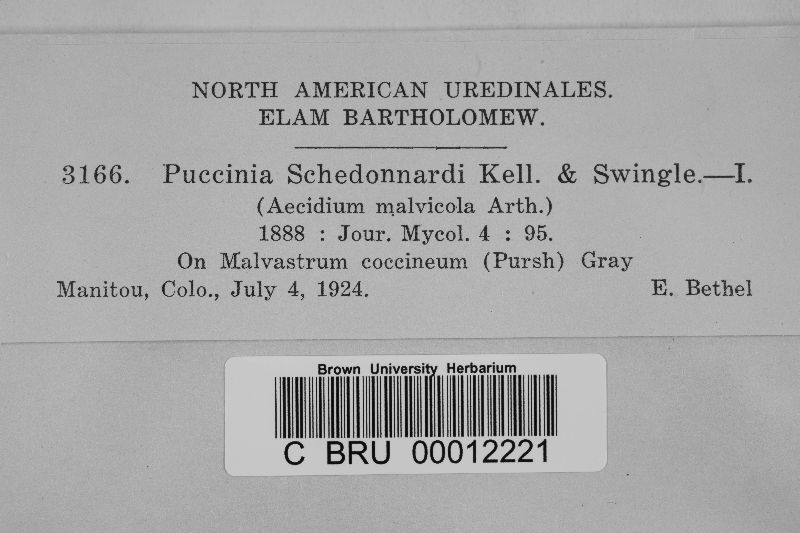 NORTH AMERICAN UREDINALES.
ELAM BARTHOLOMEW.
3166. Puccinia Schedonnardi Kell. & Swingle.—I.
(Aecidium malvicola Arth.)
1888 : Jour. Mycol. 4 : 95.
On Malvastrum coccineum (Pursh) Gray
Manitou, Colo., July 4, 1924. E. Bethel
Brown University Herbarium
C BRU 00012221